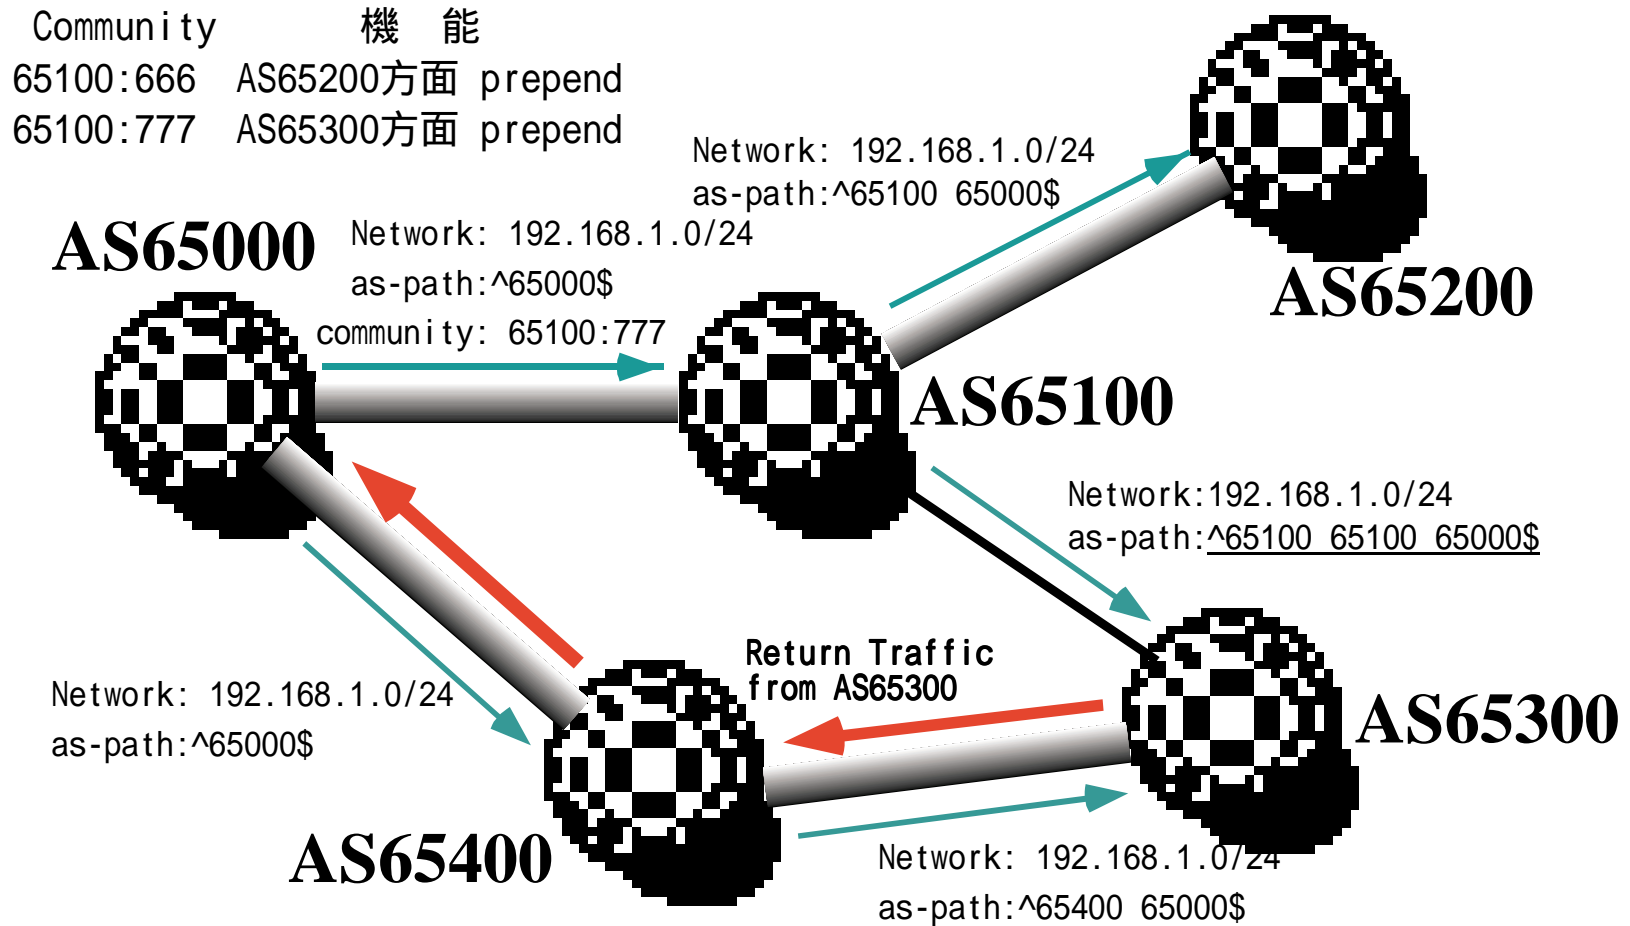 Community 機 能
65100:666 AS65200方面 prepend
65100:777 AS65300方面 prepend
Network: 192.168.1.0/24
as-path:^65100 65000$
AS65000
Network: 192.168.1.0/24
as-path:^65000$
community: 65100:777
AS65200
AS65100
Network:192.168.1.0/24
as-path:^65100 65100 65000$
Return Traffic
from AS65300
Network: 192.168.1.0/24
as-path:^65000$
AS65300
AS65400
Network: 192.168.1.0/24
as-path:^65400 65000$